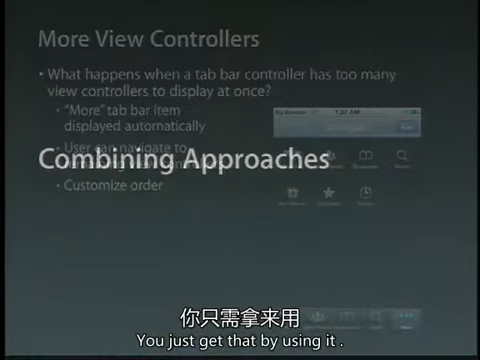 More View Controllers
• What happens when a tab bar controller has too many
view controllers to display at once?
• "More" tab bar item
displayed automatically
• User can navigate to
Combining Approaches
• Customize order
你只需拿来用
You just get that by using it .